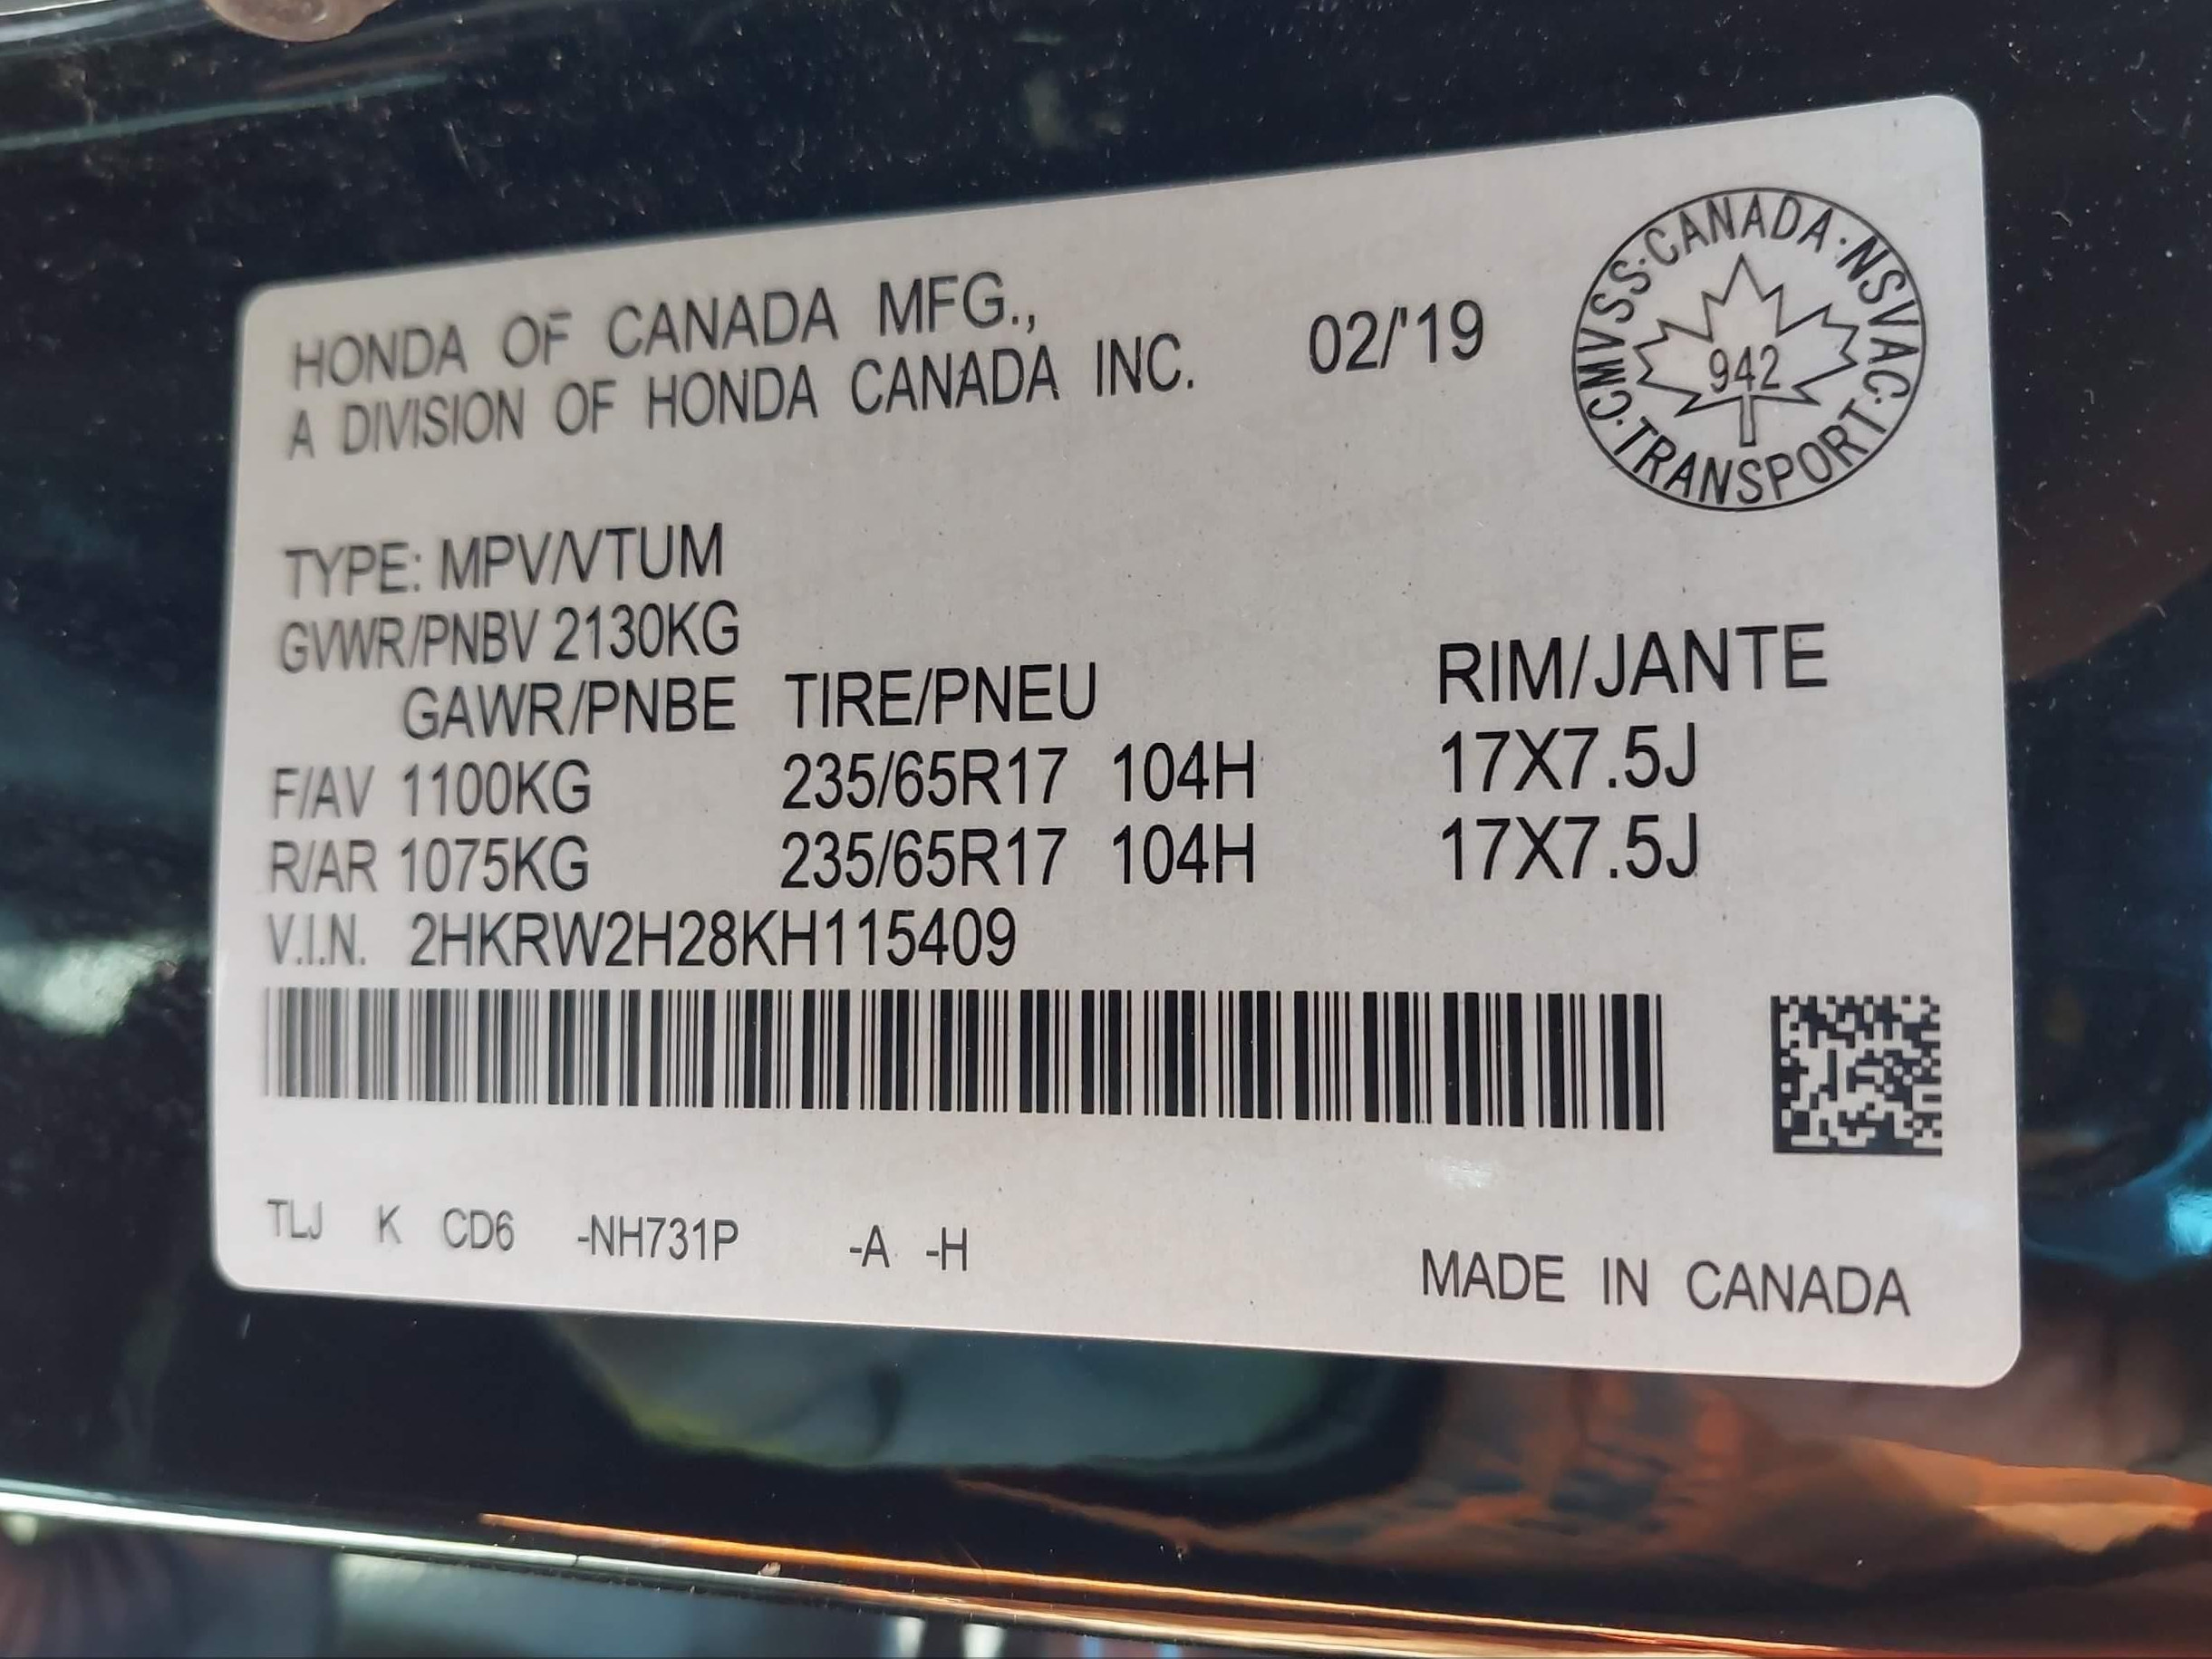 HONDA OF CANADA MFG., 
A DIVISION OF HONDA CANADA INC.
02/'19
CMVSS·CANADA·NSVAC·TRANSPORT·
942
TYPE: MPV/VTUM
GVWR/PNBV 2130KG
GAWR/PNBE TIRE/PNEU RIM/JANTE
F/AV 1100KG 235/65R17 104H 17X7.5J
R/AR 1075KG 235/65R17 104H 17X7.5J
V.I.N. 2HKRW2H28KH115409
TLJ K CD6 -NH731P -A -H
MADE IN CANADA